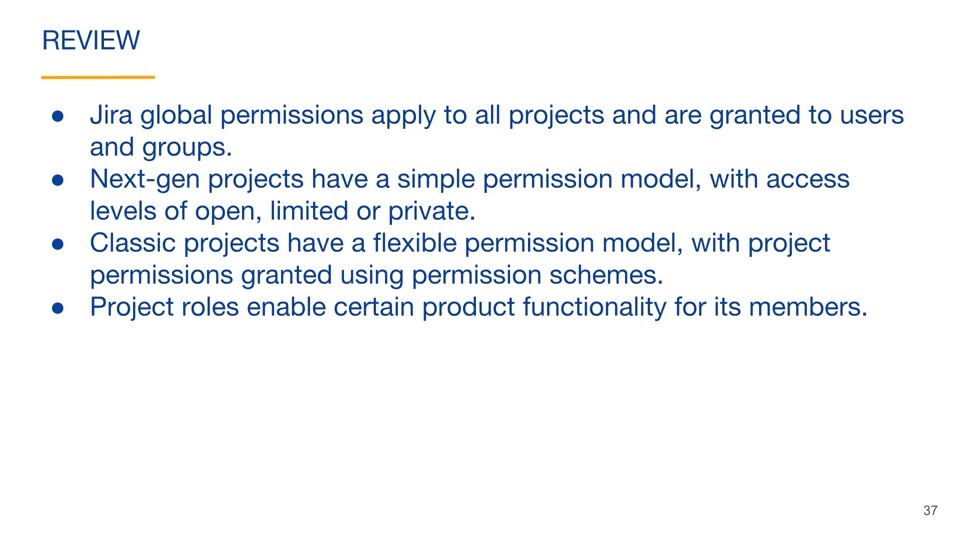 REVIEW
● Jira global permissions apply to all projects and are granted to users
and groups.
● Next-gen projects have a simple permission model, with access
levels of open, limited or private.
● Classic projects have a flexible permission model, with project
permissions granted using permission schemes.
● Project roles enable certain product functionality for its members.
37